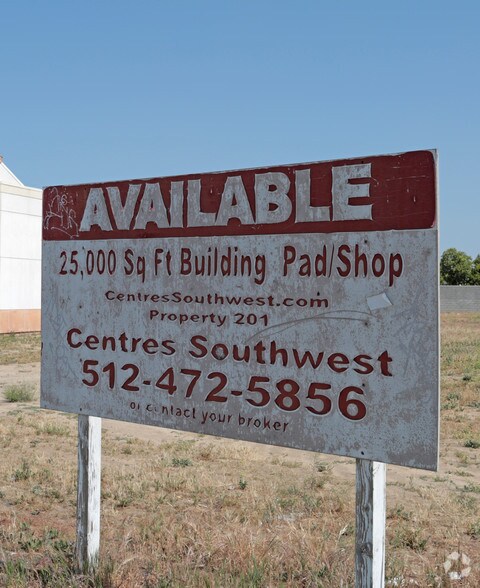 AVAILABLE
25,000 Sq Ft Building Pad/Shop
CentresSouthwest.com
Property 201
Centres Southwest
512-472-5856
or contact your broker